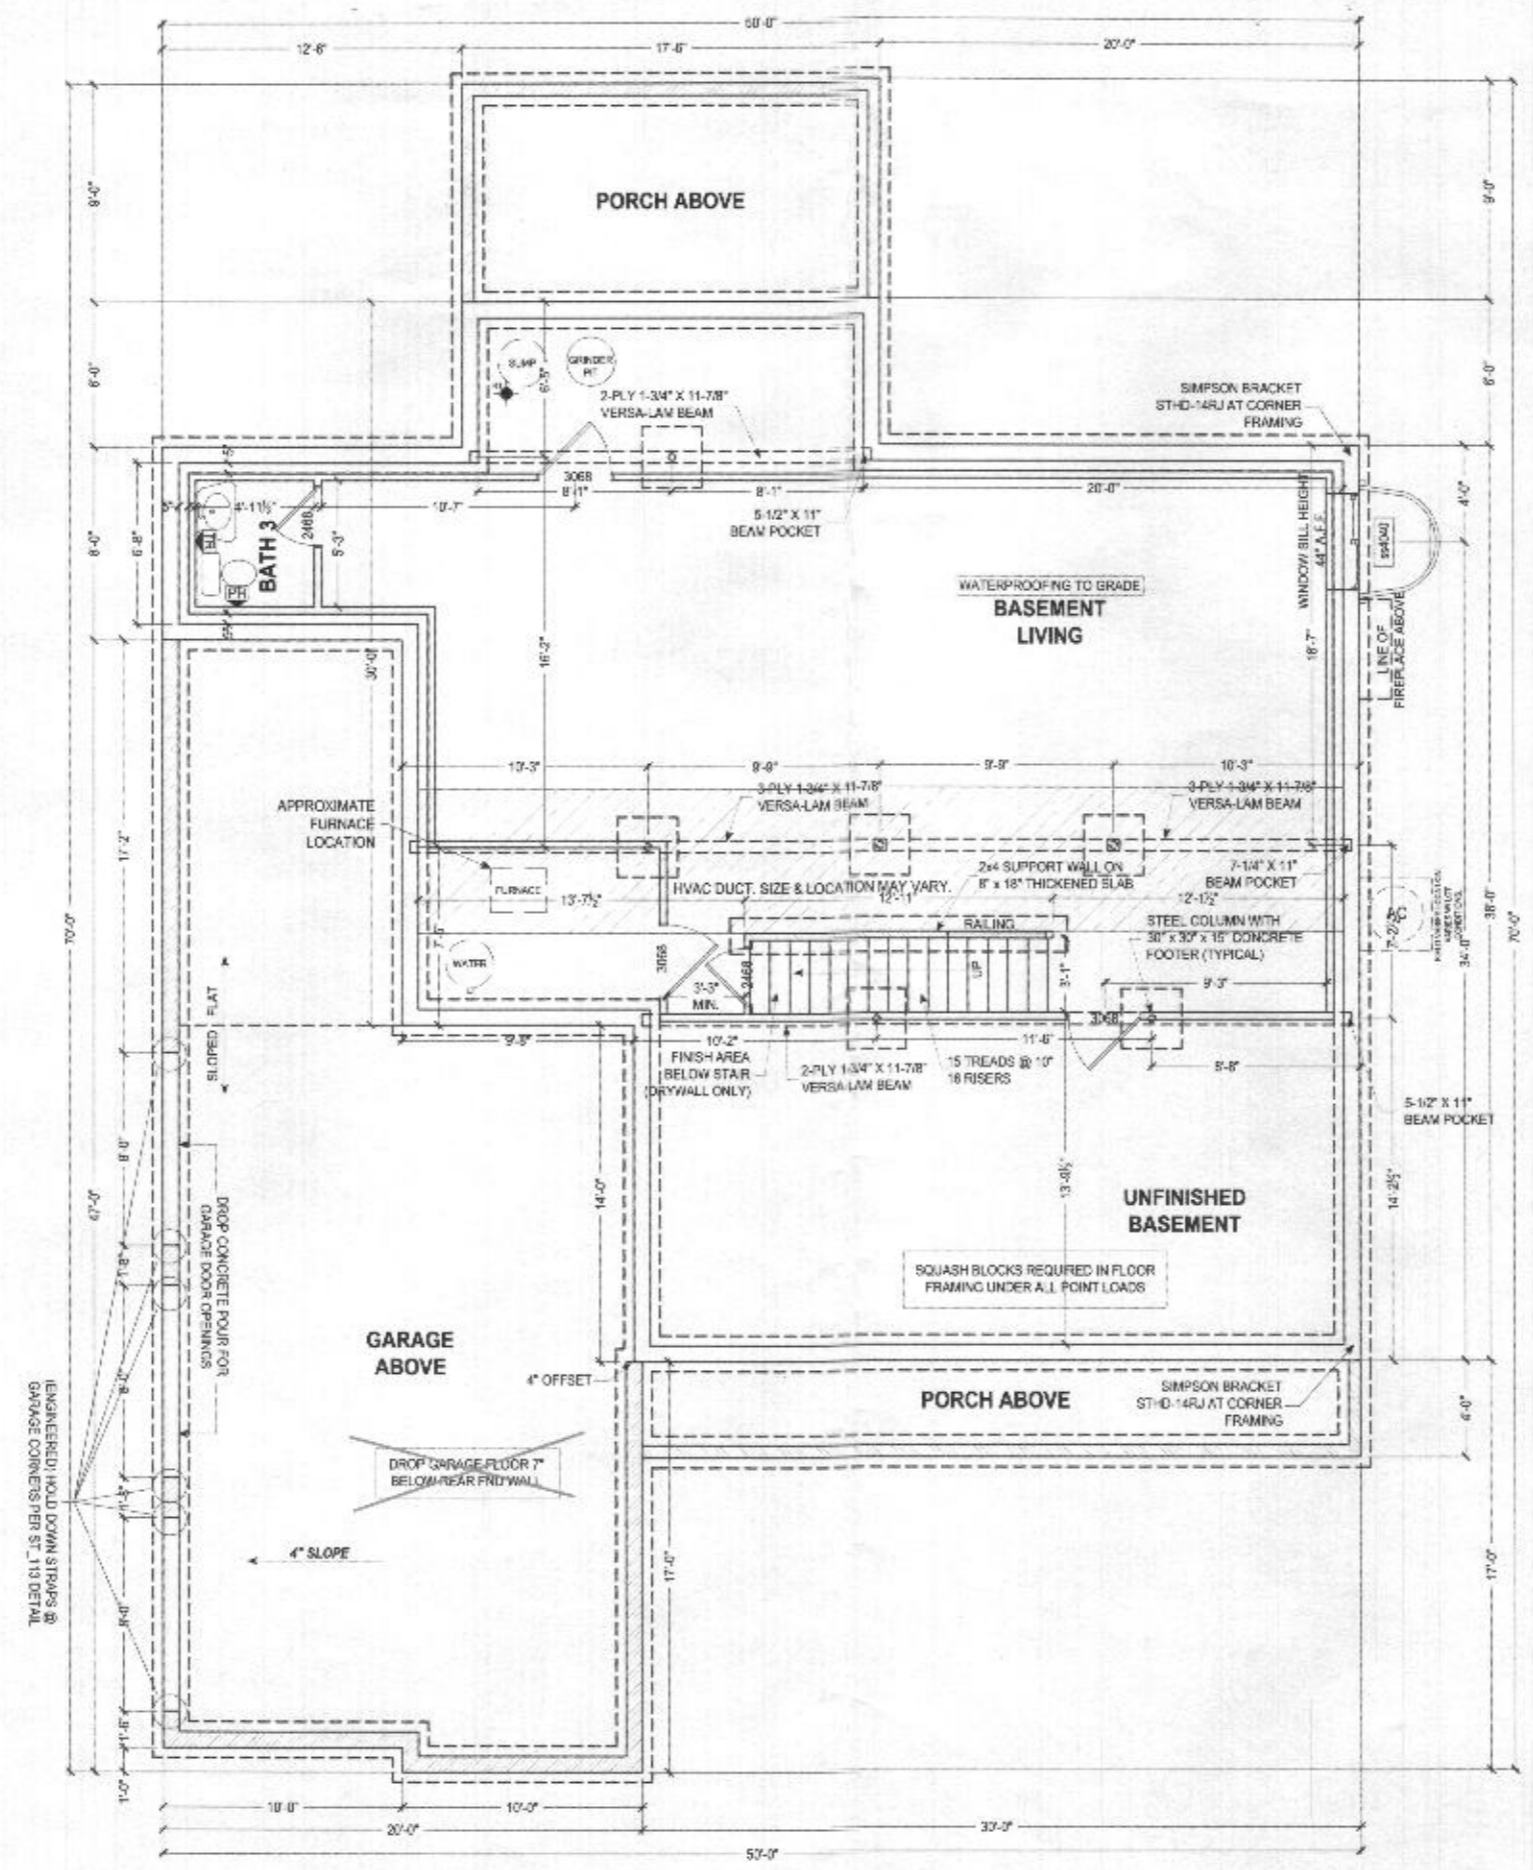 12'-6"
17'-6"
20'-0"
9'-0"
9'-0"
PORCH ABOVE
6'-0"
6'-0"
SUMP
GRINDER
PIT
6'-5"
2-PLY 1-3/4" X 11-7/8"
VERSA-LAM BEAM
SIMPSON BRACKET
STHD-14RJ AT CORNER
FRAMING
3068
8'-1"
8'-1"
20'-0"
4'-11½"
10'-7"
5-1/2" X 11"
BEAM POCKET
BATH 3
2468
5'-3"
TR
PH
8'-0"
6'-8"
WINDOW SILL HEIGHT
44" A.F.F.
4'-0"
WATERPROOFING TO GRADE
BASEMENT
LIVING
LINE OF
FIREPLACE ABOVE
30'-0"
16'-2"
18'-7"
10'-3"
9'-9"
9'-9"
10'-3"
3-PLY 1-3/4" X 11-7/8"
VERSA-LAM BEAM
3-PLY 1-3/4" X 11-7/8"
VERSA-LAM BEAM
APPROXIMATE
FURNACE
LOCATION
17'-2"
FURNACE
HVAC DUCT. SIZE & LOCATION MAY VARY.
2x4 SUPPORT WALL ON
8" x 18" THICKENED SLAB
7-1/4" X 11"
BEAM POCKET
13'-7½"
12'-11"
12'-1½"
RAILING
STEEL COLUMN WITH
30" x 30" x 15" CONCRETE
FOOTER (TYPICAL)
70'-0"
38'-0"
34'-0"
70'-0"
WATER
3068
2468
3'-3"
MIN.
UP
3'-1"
9'-3"
3068
10'-2"
11'-6"
FINISH AREA
BELOW STAIR
(DRYWALL ONLY)
2-PLY 1-3/4" X 11-7/8"
VERSA-LAM BEAM
15 TREADS @ 10"
16 RISERS
5-1/2" X 11"
BEAM POCKET
SLOPED
FLAT
DROP CONCRETE POUR FOR
GARAGE DOOR OPENINGS
14'-0"
14'-2½"
UNFINISHED
BASEMENT
SQUASH BLOCKS REQUIRED IN FLOOR
FRAMING UNDER ALL POINT LOADS
GARAGE
ABOVE
4" OFFSET
PORCH ABOVE
SIMPSON BRACKET
STHD-14RJ AT CORNER
FRAMING
DROP GARAGE FLOOR 7"
BELOW REAR END WALL
(ENGINEERED) HOLD DOWN STRAPS @
GARAGE CORNERS PER ST_113 DETAIL
4" SLOPE
17'-0"
17'-0"
1'-0"
10'-0"
10'-0"
20'-0"
30'-0"
50'-0"